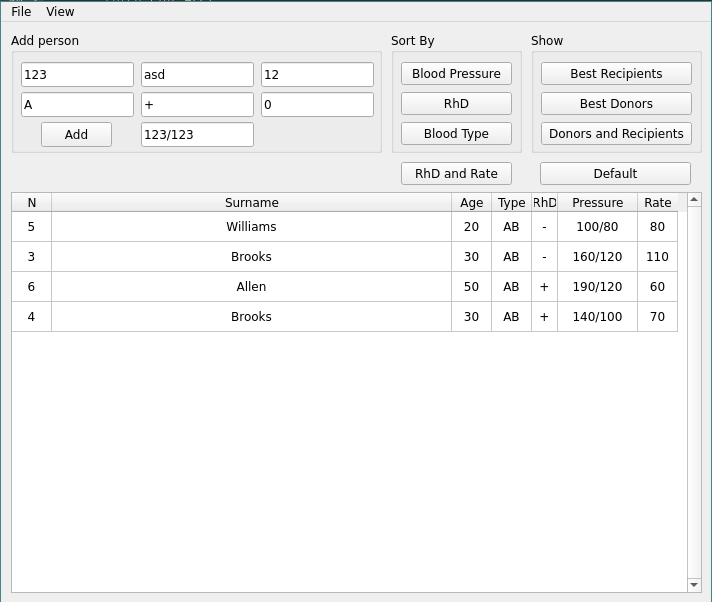 File View
Add person Sort By Show
123 asd 12 Blood Pressure Best Recipients
A + 0 RhD Best Donors
Add 123/123 Blood Type Donors and Recipients
RhD and Rate Default
N Surname Age Type RhD Pressure Rate
5 Williams 20 AB - 100/80 80
3 Brooks 30 AB - 160/120 110
6 Allen 50 AB + 190/120 60
4 Brooks 30 AB + 140/100 70